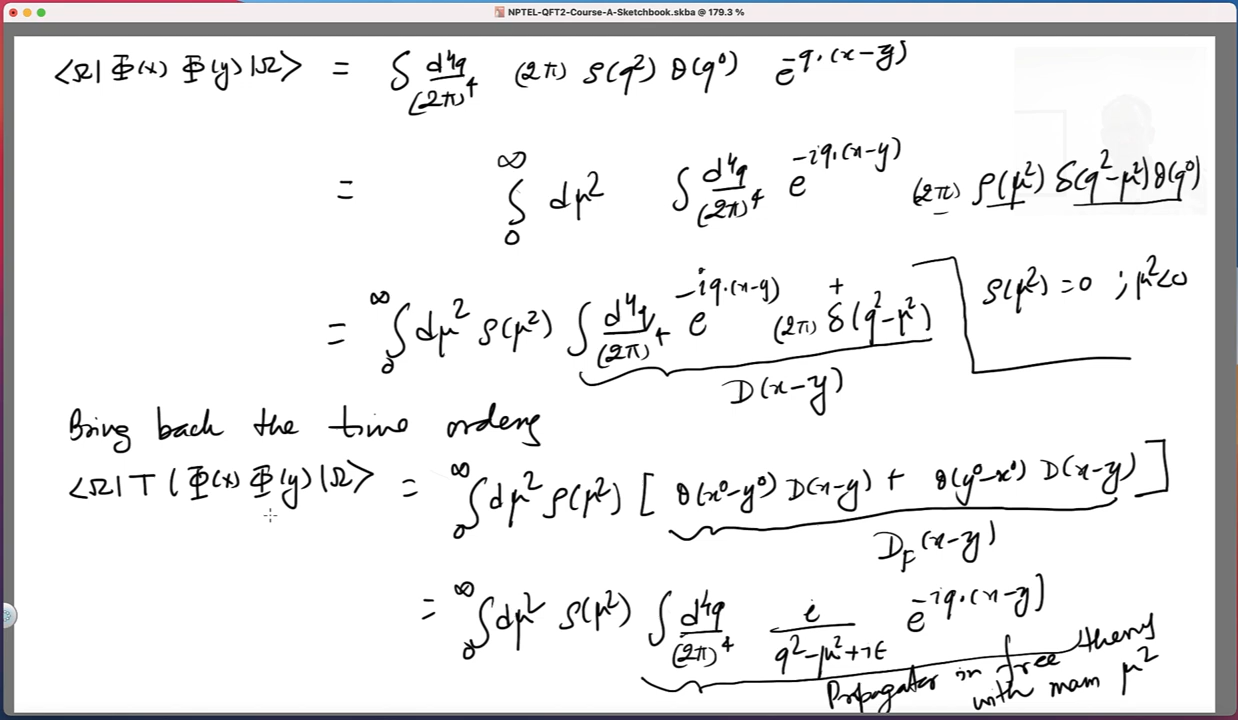 NPTEL-QFT2-Course-A-Sketchbook.skba @ 179.3 %
⟨Ω| Φ(x) Φ(y) |Ω⟩ = ∫ d⁴q/(2π)⁴ (2π) ρ(q²) θ(q⁰) e^{-q·(x-y)}
= ∫₀^∞ dμ² ∫ d⁴q/(2π)⁴ e^{-iq·(x-y)} (2π) ρ(μ²) δ(q²-μ²) θ(q⁰)
= ∫₀^∞ dμ² ρ(μ²) ∫ d⁴q/(2π)⁴ e^{-iq·(x-y)} (2π) δ⁺(q²-μ²) ρ(μ²) = 0 ; μ²<0
D(x-y)
Bring back the time orderg
⟨Ω| T ( Φ(x) Φ(y) |Ω⟩ = ∫₀^∞ dμ² ρ(μ²) [ θ(x⁰-y⁰) D(x-y) + θ(y⁰-x⁰) D(x-y) ]
D_F (x-y)
= ∫₀^∞ dμ² ρ(μ²) ∫ d⁴q/(2π)⁴ i/(q²-μ²+iϵ) e^{-iq·(x-y)}
Propagator in free theory
with mass μ²